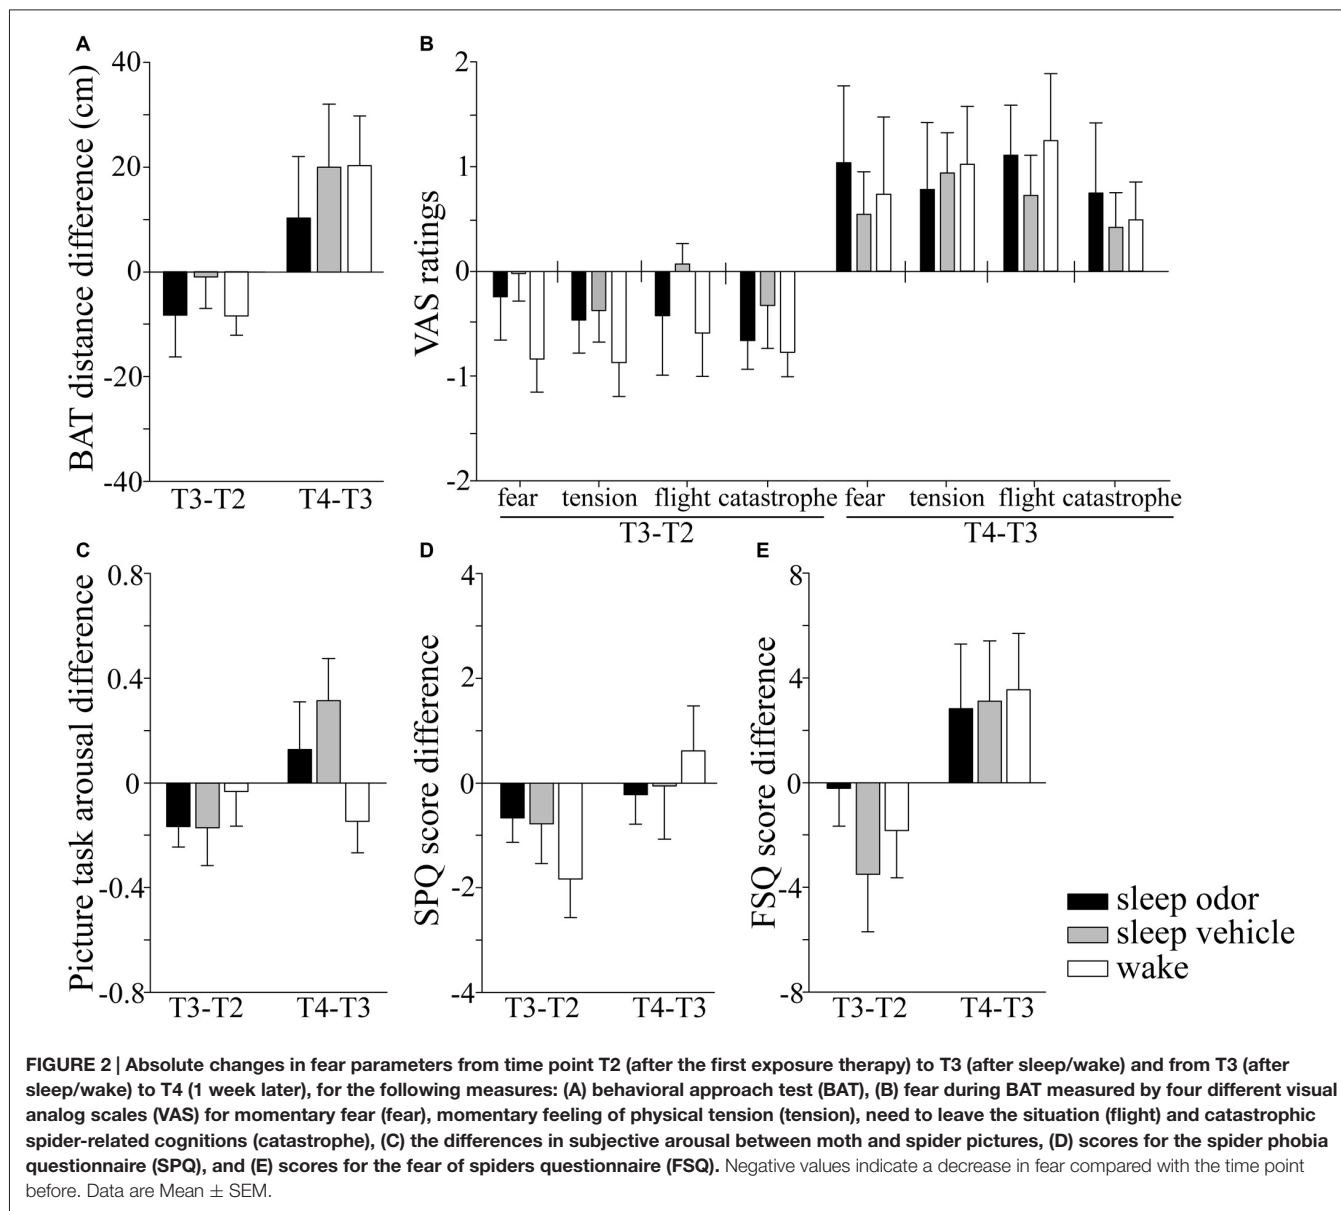 A
BAT distance difference (cm)
40
20
0
-20
-40
T3-T2 T4-T3
B
VAS ratings
2
1
0
-1
-2
fear tension flight catastrophe fear tension flight catastrophe
T3-T2 T4-T3
C
Picture task arousal difference
0.8
0.4
0
-0.4
-0.8
T3-T2 T4-T3
D
SPQ score difference
4
2
0
-2
-4
T3-T2 T4-T3
E
FSQ score difference
8
4
0
-4
-8
T3-T2 T4-T3
sleep odor
sleep vehicle
wake
FIGURE 2 | Absolute changes in fear parameters from time point T2 (after the first exposure therapy) to T3 (after sleep/wake) and from T3 (after
sleep/wake) to T4 (1 week later), for the following measures: (A) behavioral approach test (BAT), (B) fear during BAT measured by four different visual
analog scales (VAS) for momentary fear (fear), momentary feeling of physical tension (tension), need to leave the situation (flight) and catastrophic
spider-related cognitions (catastrophe), (C) the differences in subjective arousal between moth and spider pictures, (D) scores for the spider phobia
questionnaire (SPQ), and (E) scores for the fear of spiders questionnaire (FSQ). Negative values indicate a decrease in fear compared with the time point
before. Data are Mean ± SEM.